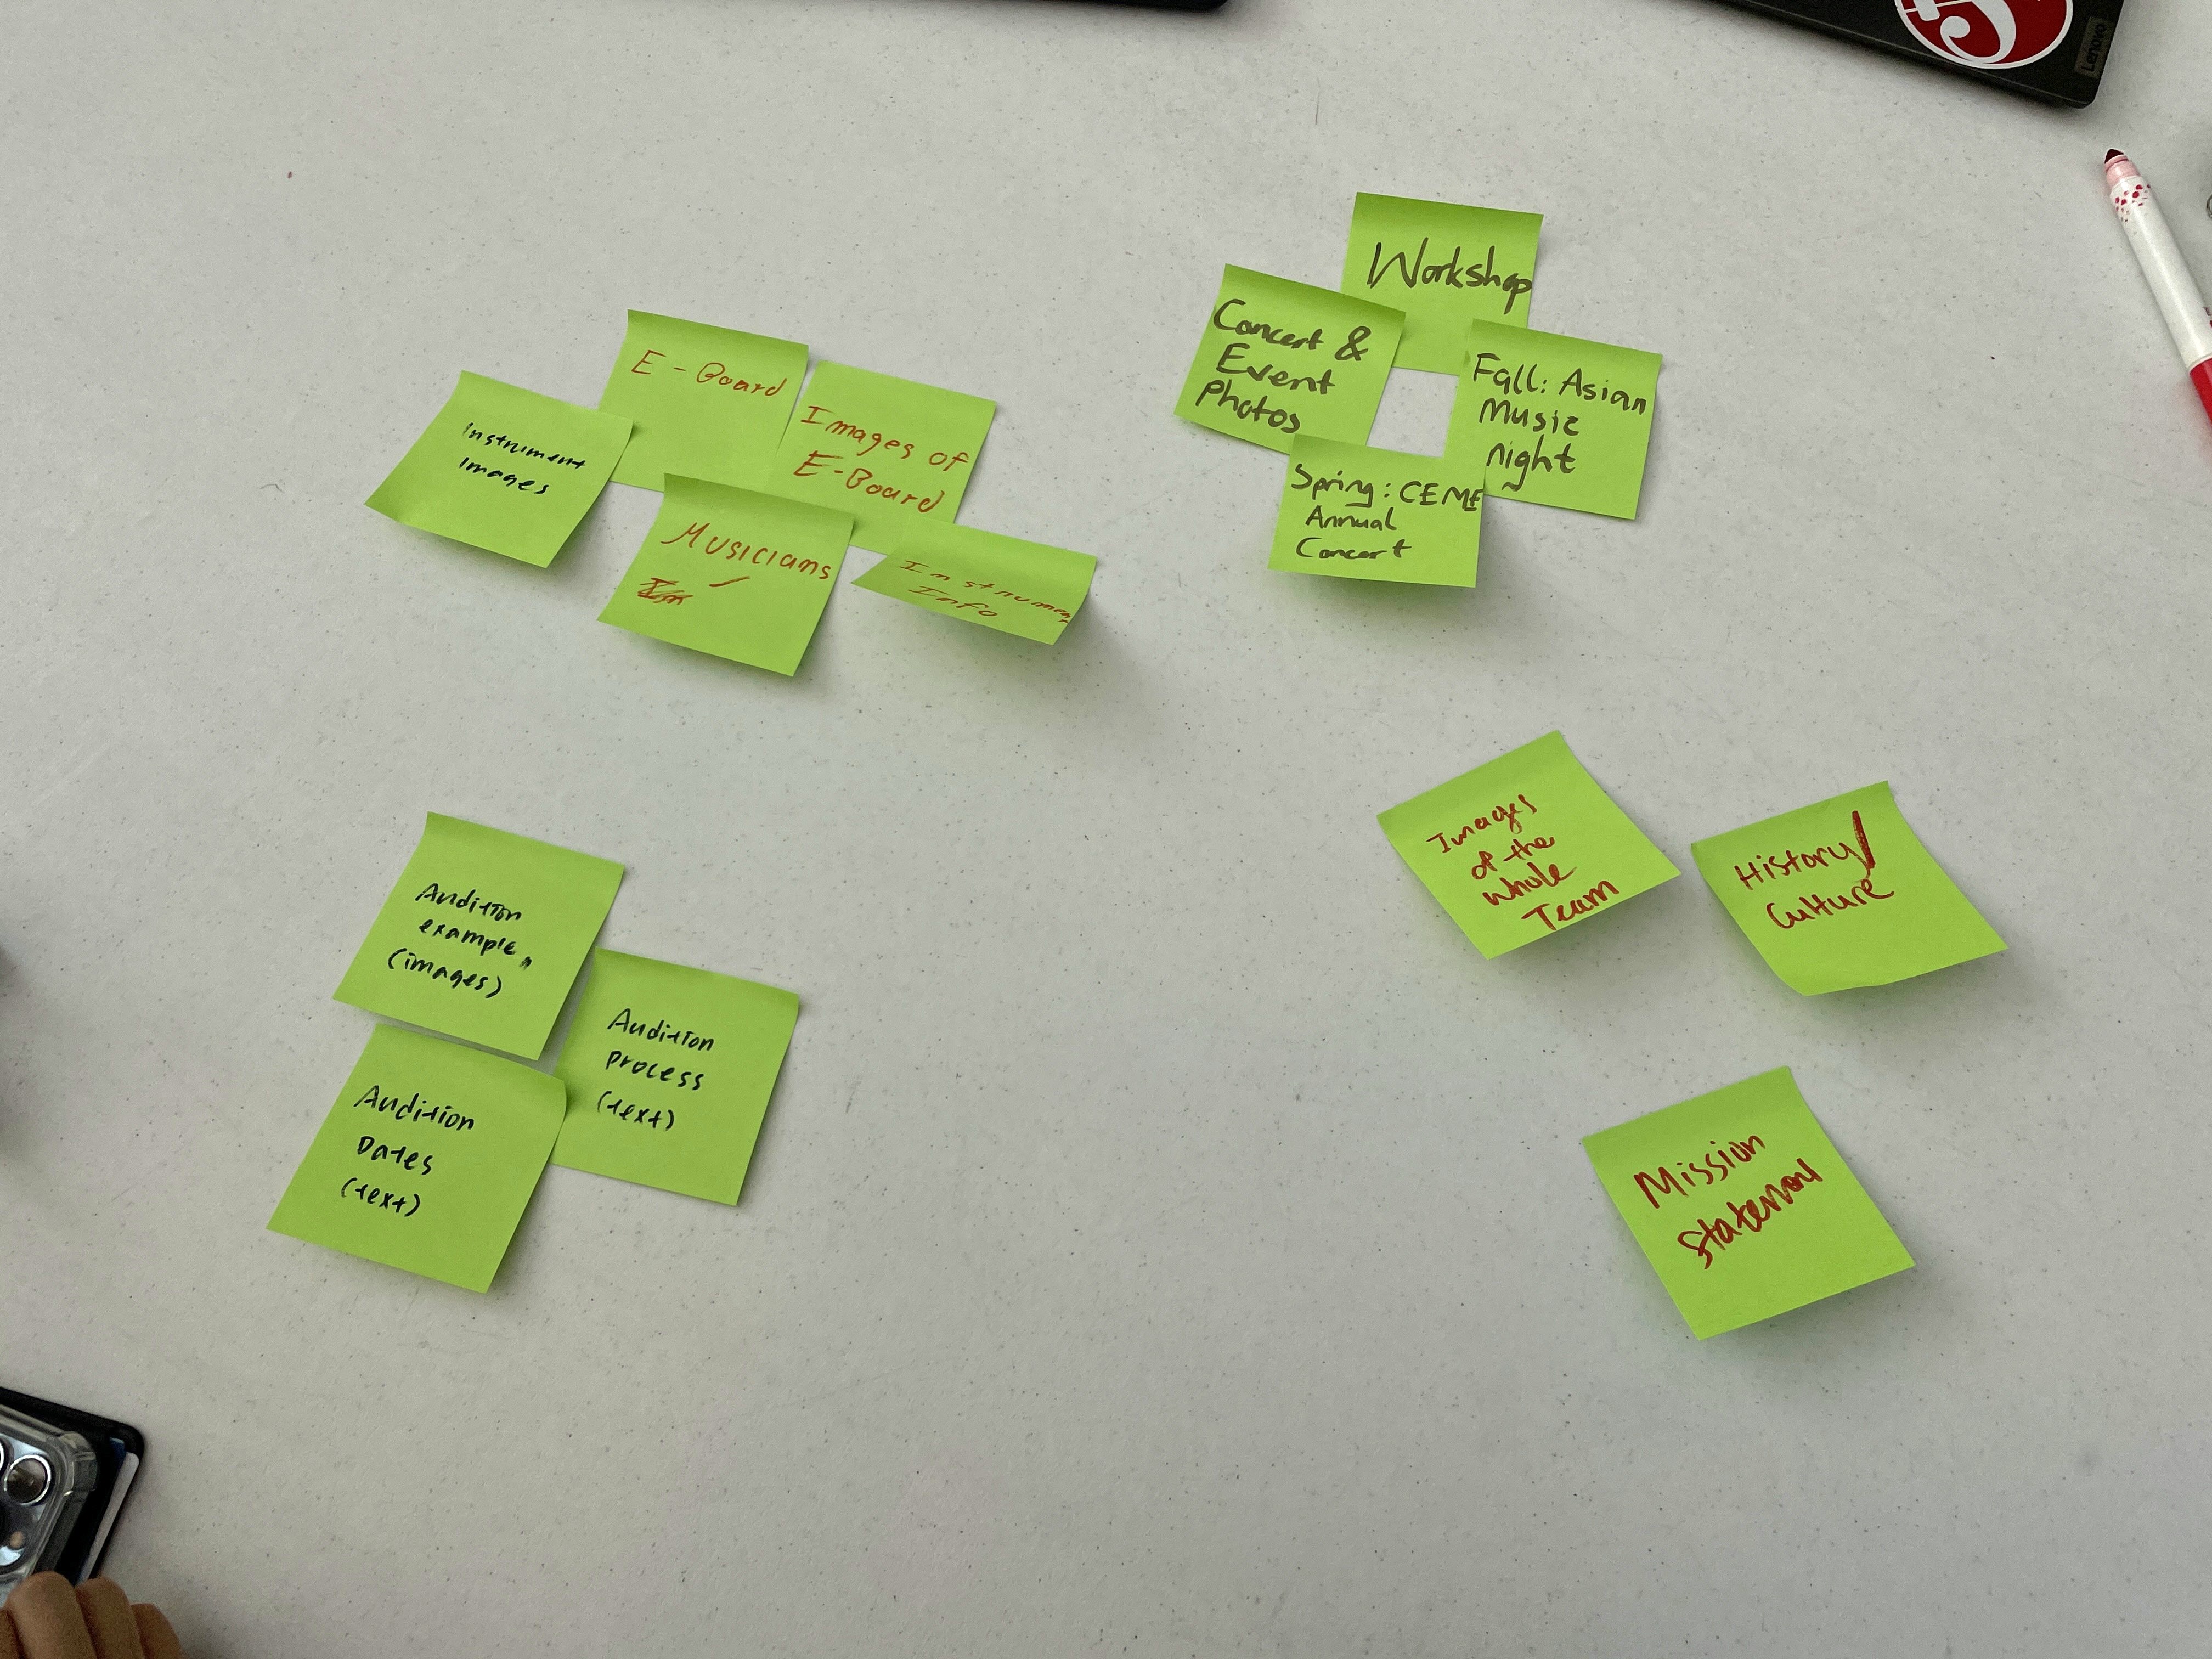 Lenovo
Workshop
Concert &
Event
Photos
Fall: Asian
Music
night
Spring: CEME
Annual
Concert
E-Board
Images of
E-Board
Instrument
Images
Musicians
Instrument
Info
Images
of the
Whole
Team
History/
Culture
Mission
Statement
Audition
example
(images)
Audition
process
(text)
Audition
Dates
(text)